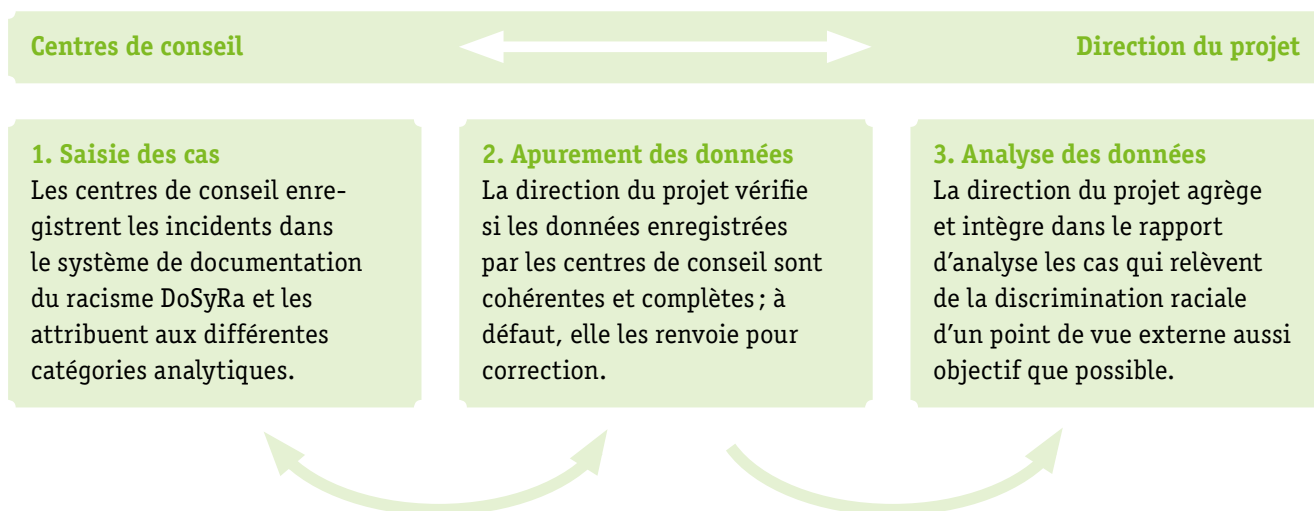 Centres de conseil
Direction du projet
1. Saisie des cas
Les centres de conseil enre-
gistrent les incidents dans
le système de documentation
du racisme DoSyRa et les
attribuent aux différentes
catégories analytiques.
2. Apurement des données
La direction du projet vérifie
si les données enregistrées
par les centres de conseil sont
cohérentes et complètes ; à
défaut, elle les renvoie pour
correction.
3. Analyse des données
La direction du projet agrège
et intègre dans le rapport
d’analyse les cas qui relèvent
de la discrimination raciale
d’un point de vue externe aussi
objectif que possible.